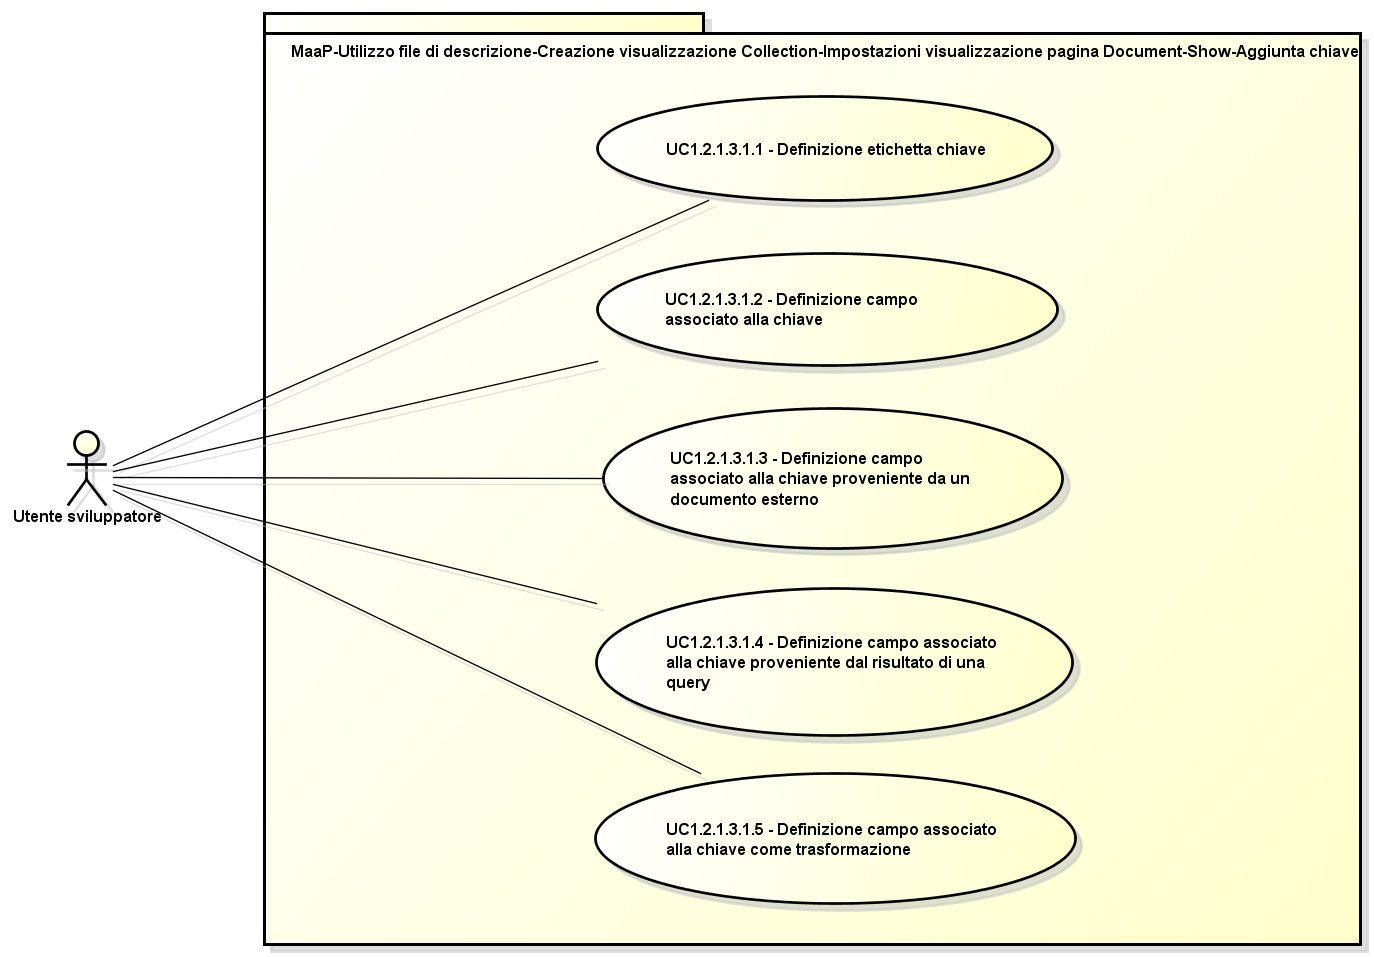 MaaP-Utilizzo file di descrizione-Creazione visualizzazione Collection-Impostazioni visualizzazione pagina Document-Show-Aggiunta chiave
UC1.2.1.3.1.1 - Definizione etichetta chiave
UC1.2.1.3.1.2 - Definizione campo
associato alla chiave
UC1.2.1.3.1.3 - Definizione campo
associato alla chiave proveniente da un
documento esterno
Utente sviluppatore
UC1.2.1.3.1.4 - Definizione campo associato
alla chiave proveniente dal risultato di una
query
UC1.2.1.3.1.5 - Definizione campo associato
alla chiave come trasformazione